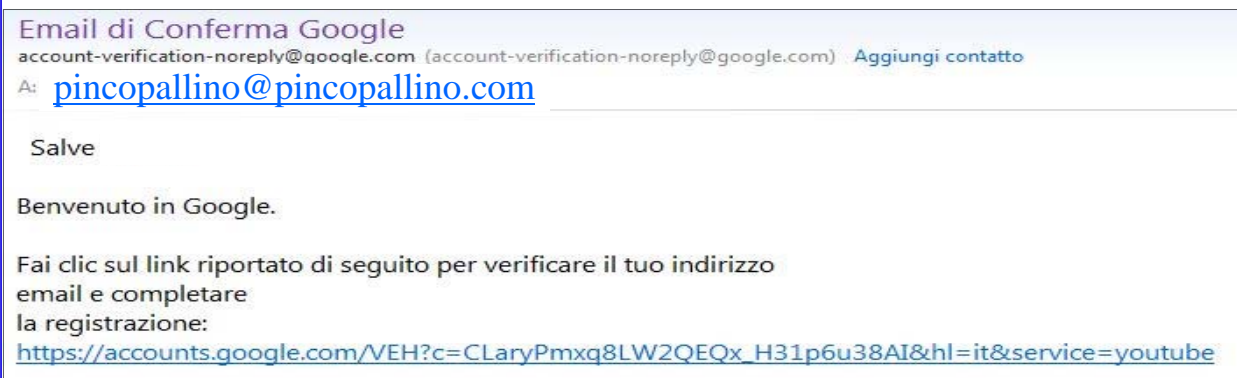 Email di Conferma Google
account-verification-noreply@google.com (account-verification-noreply@google.com) Aggiungi contatto
A: pincopallino@pincopallino.com
Salve
Benvenuto in Google.
Fai clic sul link riportato di seguito per verificare il tuo indirizzo
email e completare
la registrazione:
https://accounts.google.com/VEH?c=CLaryPmxq8LW2QEQx_H31p6u38AI&hl=it&service=youtube